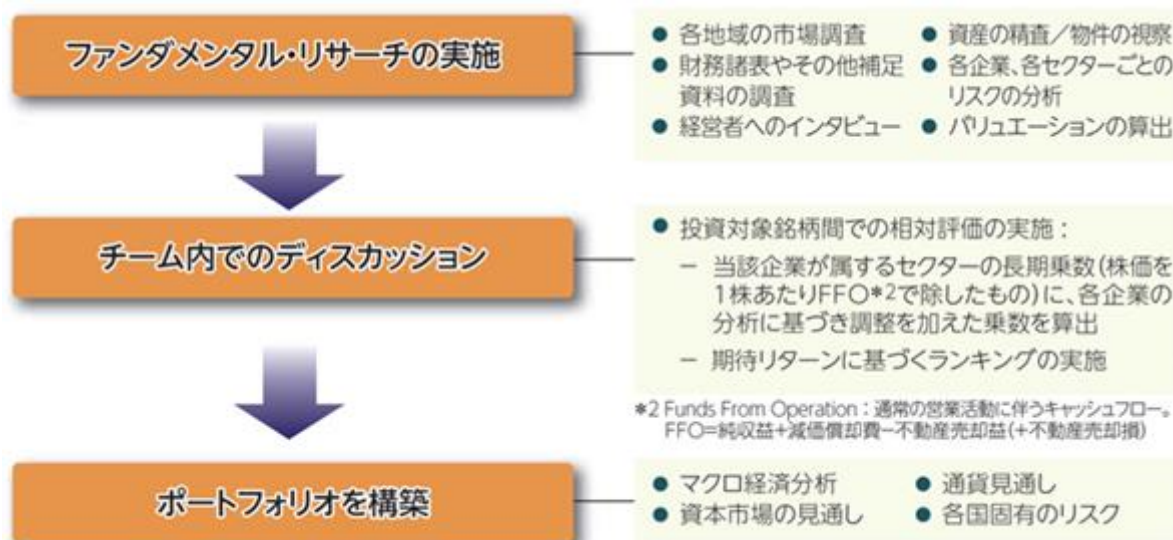 ファンダメンタル・リサーチの実施
● 各地域の市場調査
● 財務諸表やその他補足
資料の調査
● 経営者へのインタビュー
● 資産の精査／物件の視察
● 各企業、各セクターごとの
リスクの分析
● バリュエーションの算出
チーム内でのディスカッション
● 投資対象銘柄間での相対評価の実施：
－ 当該企業が属するセクターの長期乗数(株価を
1株あたりFFO*2で除したもの)に、各企業の
分析に基づき調整を加えた乗数を算出
－ 期待リターンに基づくランキングの実施
*2 Funds From Operation：通常の営業活動に伴うキャッシュフロー。
FFO=純収益+減価償却費−不動産売却益(+不動産売却損)
ポートフォリオを構築
● マクロ経済分析
● 資本市場の見通し
● 通貨見通し
● 各国固有のリスク